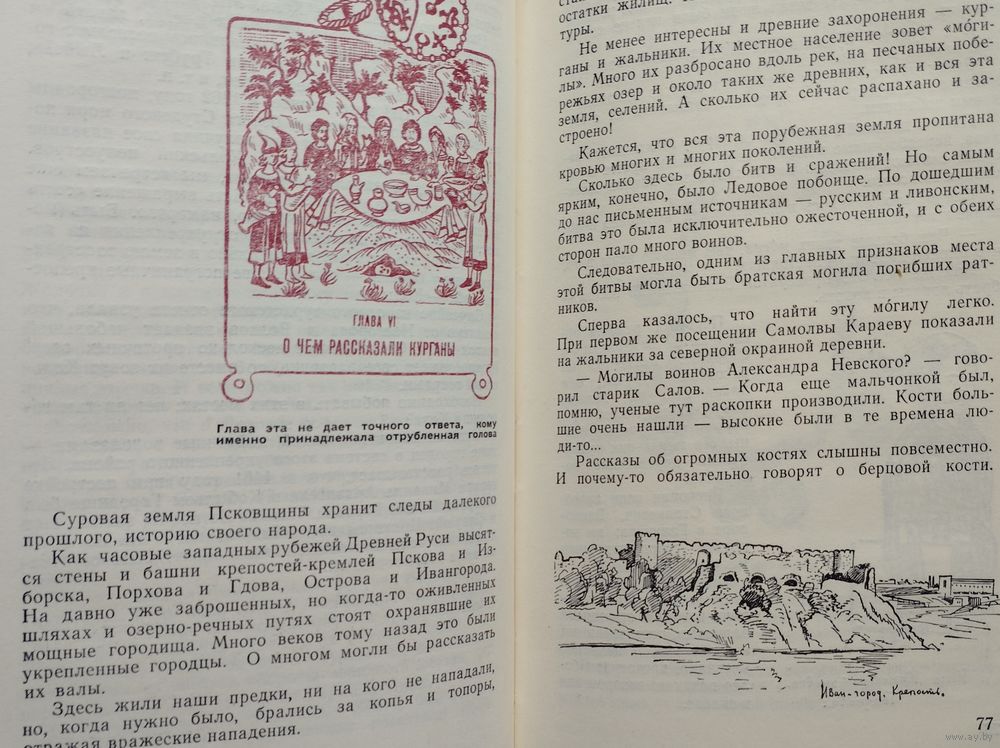 ГЛАВА VI
О ЧЕМ РАССКАЗАЛИ КУРГАНЫ
Глава эта не дает точного ответа, кому
именно принадлежала отрубленная голова
Суровая земля Псковщины хранит следы далекого
прошлого, историю своего народа.
Как часовые западных рубежей Древней Руси высят-
ся стены и башни крепостей-кремлей Пскова и Из-
борска, Порхова и Гдова, Острова и Ивангорода.
На давно уже заброшенных, но когда-то оживленных
шляхах и озерно-речных путях стоят охранявшие их
мощные городища. Много веков тому назад это были
укрепленные городцы. О многом могли бы рассказать
их валы.
Здесь жили наши предки, ни на кого не нападали,
но, когда нужно было, брались за копья и топоры,
отражая вражеские нападения.
остатки жилищ.
туры.
Не менее интересны и древние захоронения — кур-
ганы и жальники. Их местное население зовет «мо́ги-
лы». Много их разбросано вдоль рек, на песчаных побе-
режьях озер и около таких же древних, как и вся эта
земля, селений. А сколько их сейчас распахано и за-
строено!
Кажется, что вся эта порубежная земля пропитана
кровью многих и многих поколений.
Сколько здесь было битв и сражений! Но самым
ярким, конечно, было Ледовое побоище. По дошедшим
до нас письменным источникам — русским и ливонским,
битва это была исключительно ожесточенной, и с обеих
сторон пало много воинов.
Следовательно, одним из главных признаков места
этой битвы могла быть братская могила погибших рат-
ников.
Сперва казалось, что найти эту мо́гилу легко.
При первом же посещении Самолвы Караеву показали
на жальники за северной окраиной деревни.
— Могилы воинов Александра Невского? — гово-
рил старик Салов. — Когда еще мальчонкой был,
помню, ученые тут раскопки производили. Кости боль-
шие очень нашли — высокие были в те времена лю-
ди-то...
Рассказы об огромных костях слышны повсеместно.
И почему-то обязательно говорят о берцовой кости.
Иван-город. Крепость.
77
www.ay.by